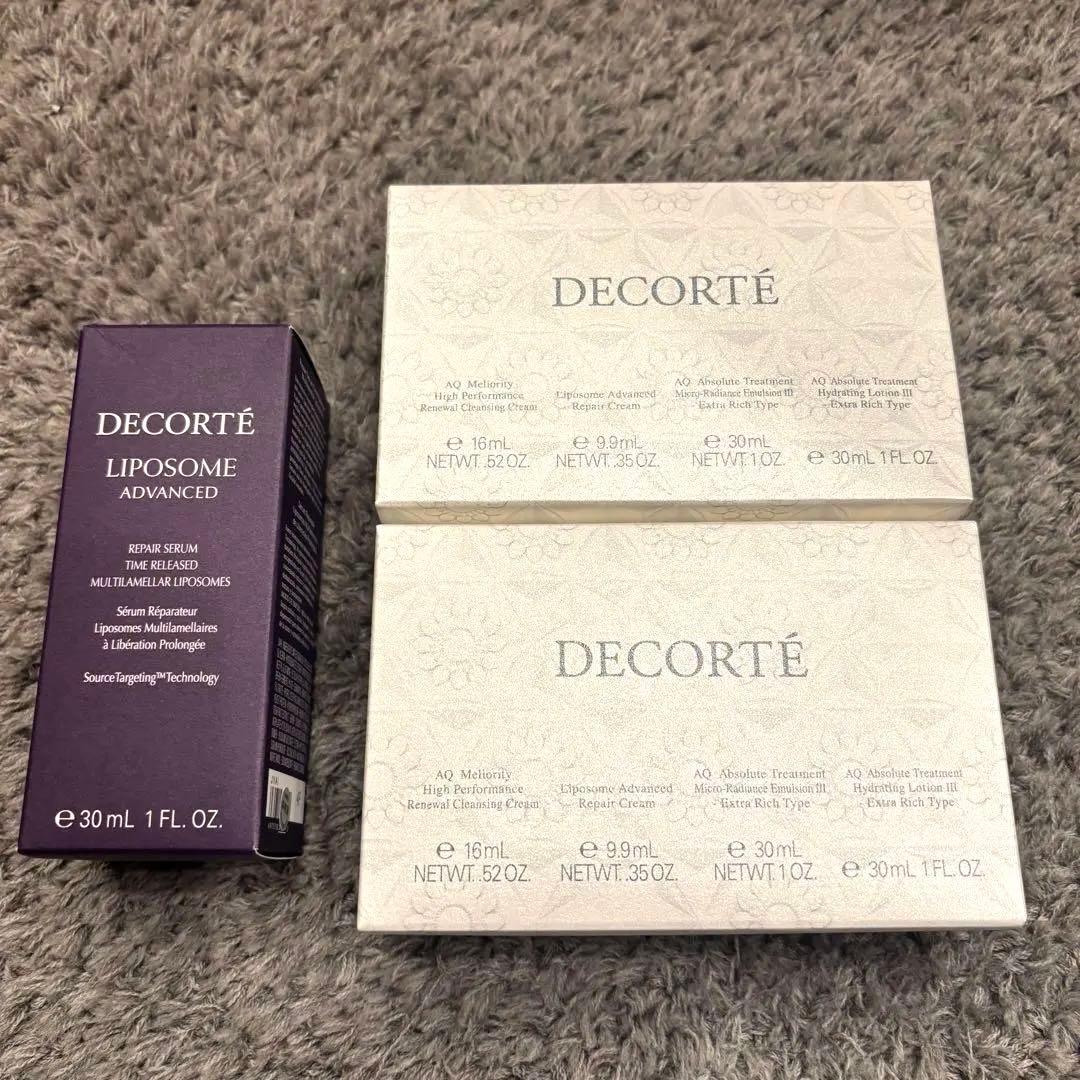 DECORTÉ
LIPOSOME
ADVANCED
REPAIR SERUM
TIME RELEASED
MULTILAMELLAR LIPOSOMES
Sérum Réparateur
Liposomes Multilamellaires
à Libération Prolongée
SourceTargeting™Technology
℮ 30 mL 1 FL. OZ.
DECORTÉ
AQ Meliority
High Performance
Renewal Cleansing Cream
℮ 16mL
NETWT. .52 OZ.
Liposome Advanced
Repair Cream
℮ 9.9mL
NETWT. .35 OZ.
AQ Absolute Treatment
Micro-Radiance Emulsion III
- Extra Rich Type
℮ 30mL
NETWT. 1 OZ.
AQ Absolute Treatment
Hydrating Lotion III
- Extra Rich Type
℮ 30mL 1 FL. OZ.
DECORTÉ
AQ Meliority
High Performance
Renewal Cleansing Cream
℮ 16mL
NETWT. .52 OZ.
Liposome Advanced
Repair Cream
℮ 9.9mL
NETWT. .35 OZ.
AQ Absolute Treatment
Micro-Radiance Emulsion III
- Extra Rich Type
℮ 30mL
NETWT. 1 OZ.
AQ Absolute Treatment
Hydrating Lotion III
- Extra Rich Type
℮ 30mL 1 FL. OZ.